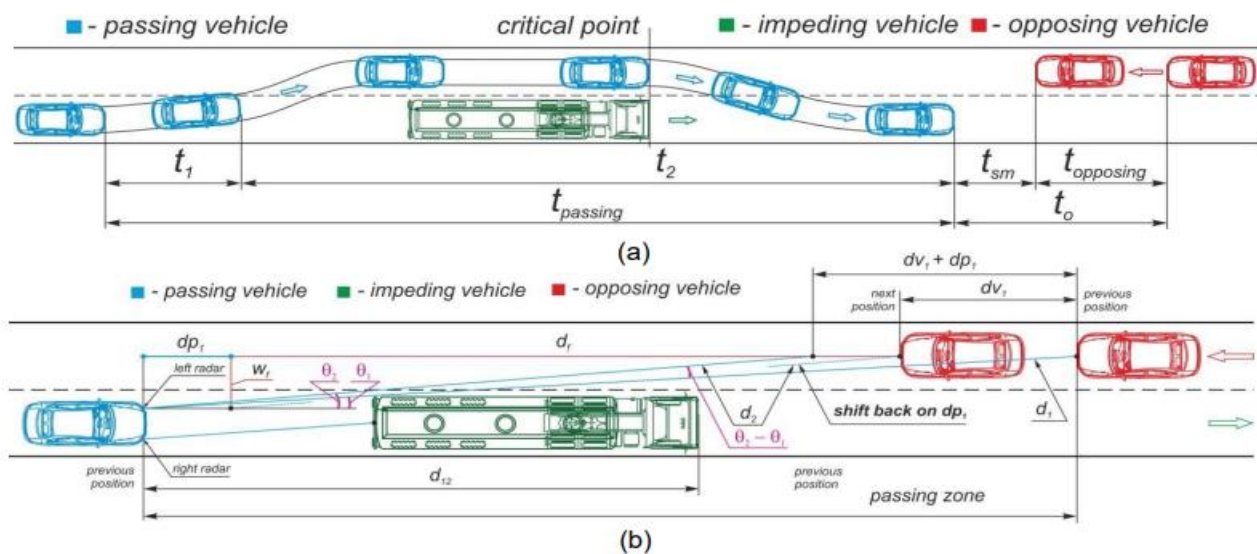 - passing vehicle
critical point
- impeding vehicle
- opposing vehicle
t1
t2
tsm
topposing
tpassing
to
(a)
dv1 + dp1
- passing vehicle
- impeding vehicle
- opposing vehicle
next position
dv1
previous position
dp1
df
left radar
wf
θ2
θ1
d2
shift back on dp1
d1
θ2 – θ1
previous position
right radar
d12
previous position
passing zone
(b)